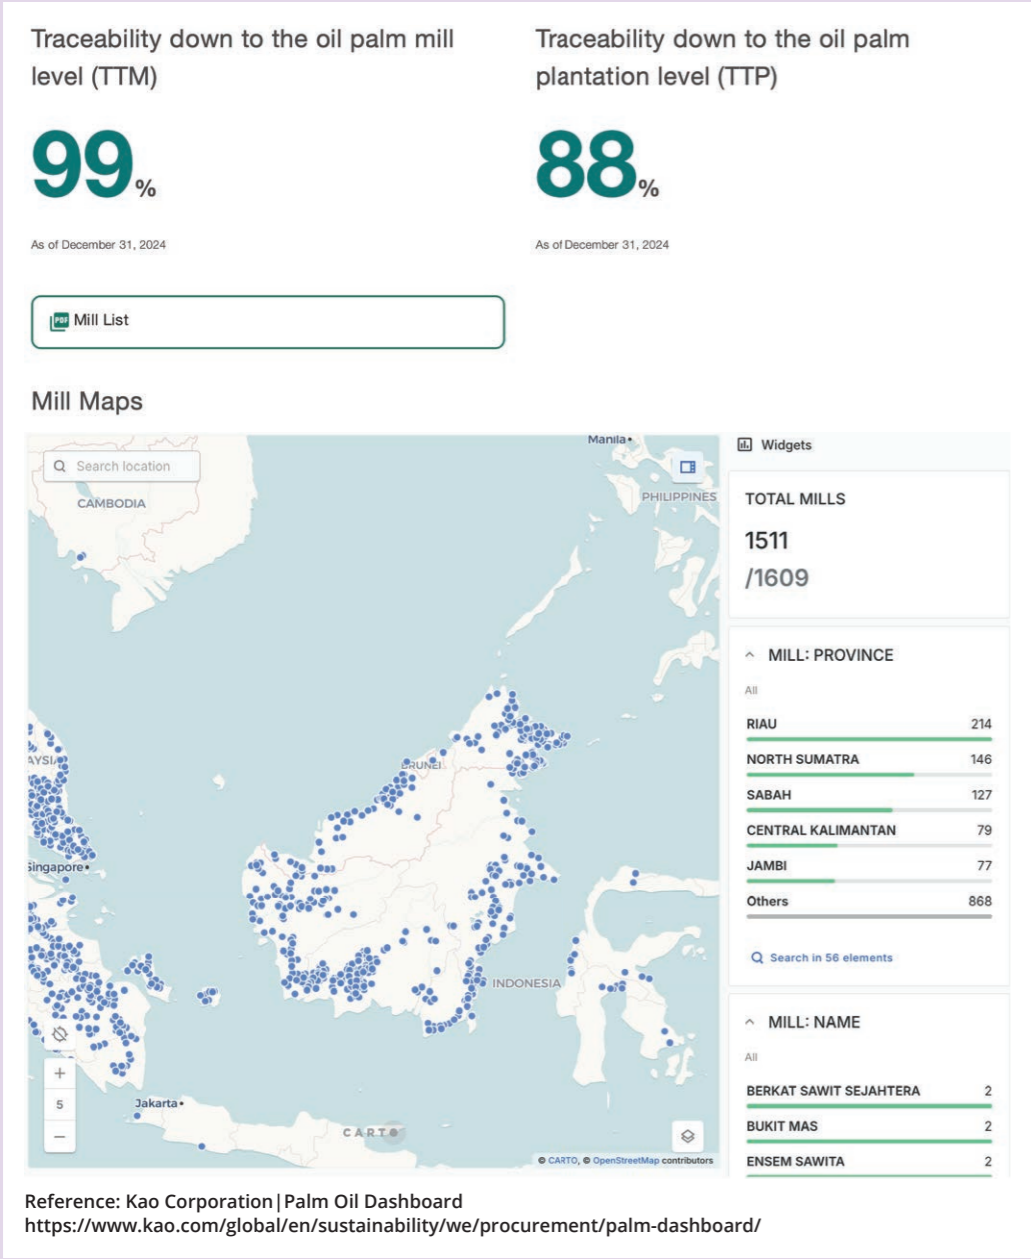 Traceability down to the oil palm mill
level (TTM)
99%
As of December 31, 2024
Traceability down to the oil palm
plantation level (TTP)
88%
As of December 31, 2024
PDF Mill List
Mill Maps
Search location
CAMBODIA
Manila
PHILIPPINES
AYSIA
BRUNEI
Singapore
INDONESIA
Jakarta
+
5
−
CARTO
© CARTO, © OpenStreetMap contributors
Widgets
TOTAL MILLS
1511
/1609
MILL: PROVINCE
All
RIAU 214
NORTH SUMATRA 146
SABAH 127
CENTRAL KALIMANTAN 79
JAMBI 77
Others 868
Search in 56 elements
MILL: NAME
All
BERKAT SAWIT SEJAHTERA 2
BUKIT MAS 2
ENSEM SAWITA 2
Reference: Kao Corporation|Palm Oil Dashboard
https://www.kao.com/global/en/sustainability/we/procurement/palm-dashboard/